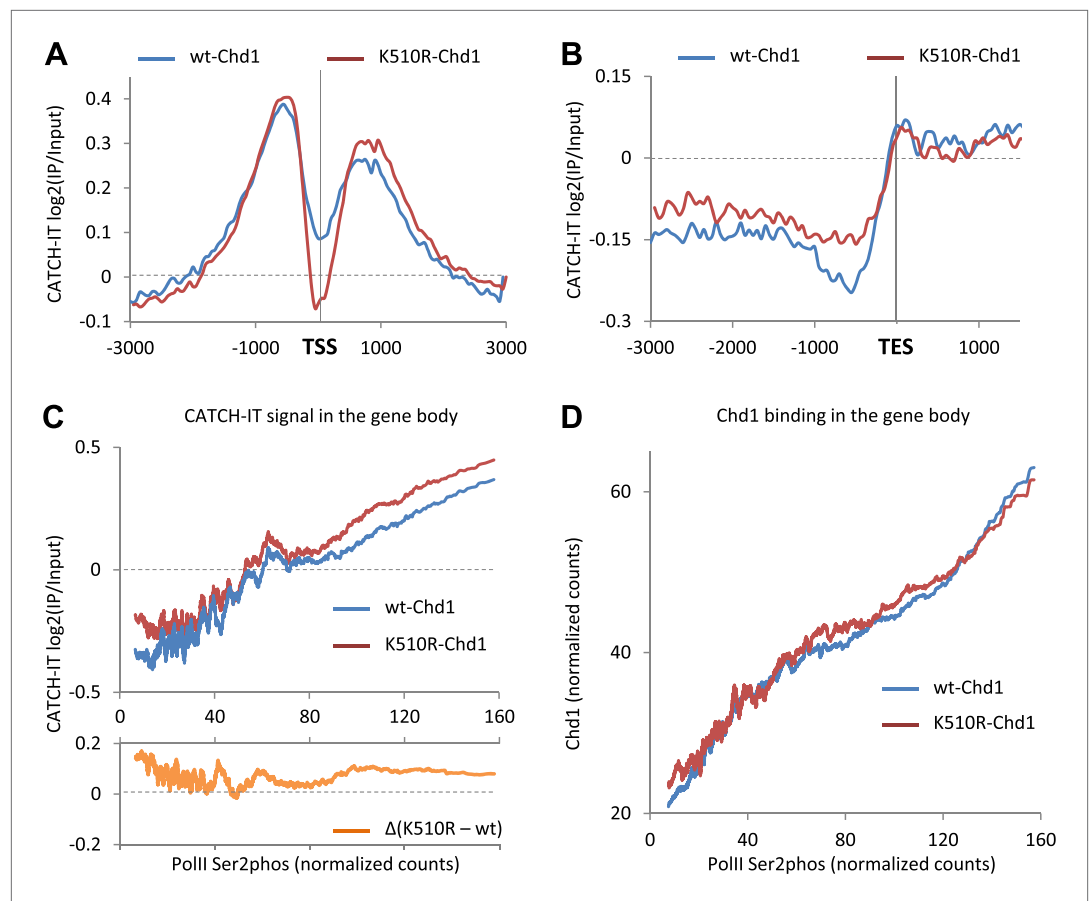 A
wt-Chd1
K510R-Chd1
CATCH-IT log2(IP/Input)
0.4
0.3
0.2
0.1
0
-0.1
-3000
-1000
TSS
1000
3000
B
wt-Chd1
K510R-Chd1
CATCH-IT log2(IP/Input)
0.15
0
-0.15
-0.3
-3000
-2000
-1000
TES
1000
C
CATCH-IT signal in the gene body
CATCH-IT log2(IP/Input)
0.5
0
-0.5
wt-Chd1
K510R-Chd1
0
40
80
120
160
0.2
0
-0.2
Δ(K510R – wt)
PolII Ser2phos (normalized counts)
D
Chd1 binding in the gene body
Chd1 (normalized counts)
60
40
20
wt-Chd1
K510R-Chd1
0
40
80
120
160
PolII Ser2phos (normalized counts)